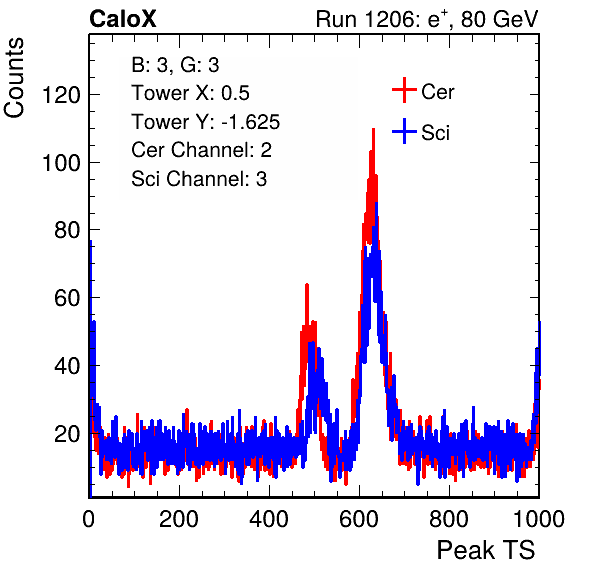 CaloX Run 1206: e⁺, 80 GeV
Counts
B: 3, G: 3
Tower X: 0.5
Tower Y: -1.625
Cer Channel: 2
Sci Channel: 3
Cer
Sci
120
100
80
60
40
20
0 200 400 600 800 1000
Peak TS